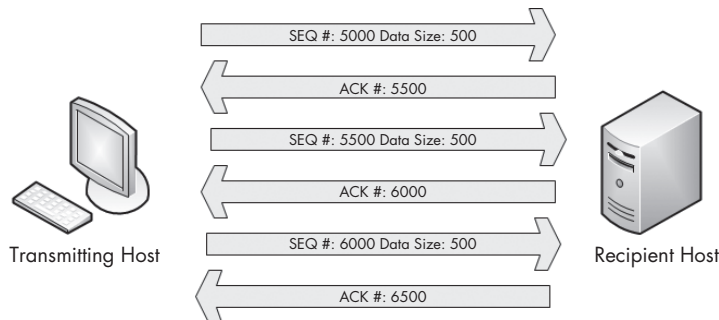 SEQ #: 5000 Data Size: 500
ACK #: 5500
SEQ #: 5500 Data Size: 500
ACK #: 6000
SEQ #: 6000 Data Size: 500
ACK #: 6500
Transmitting Host
Recipient Host